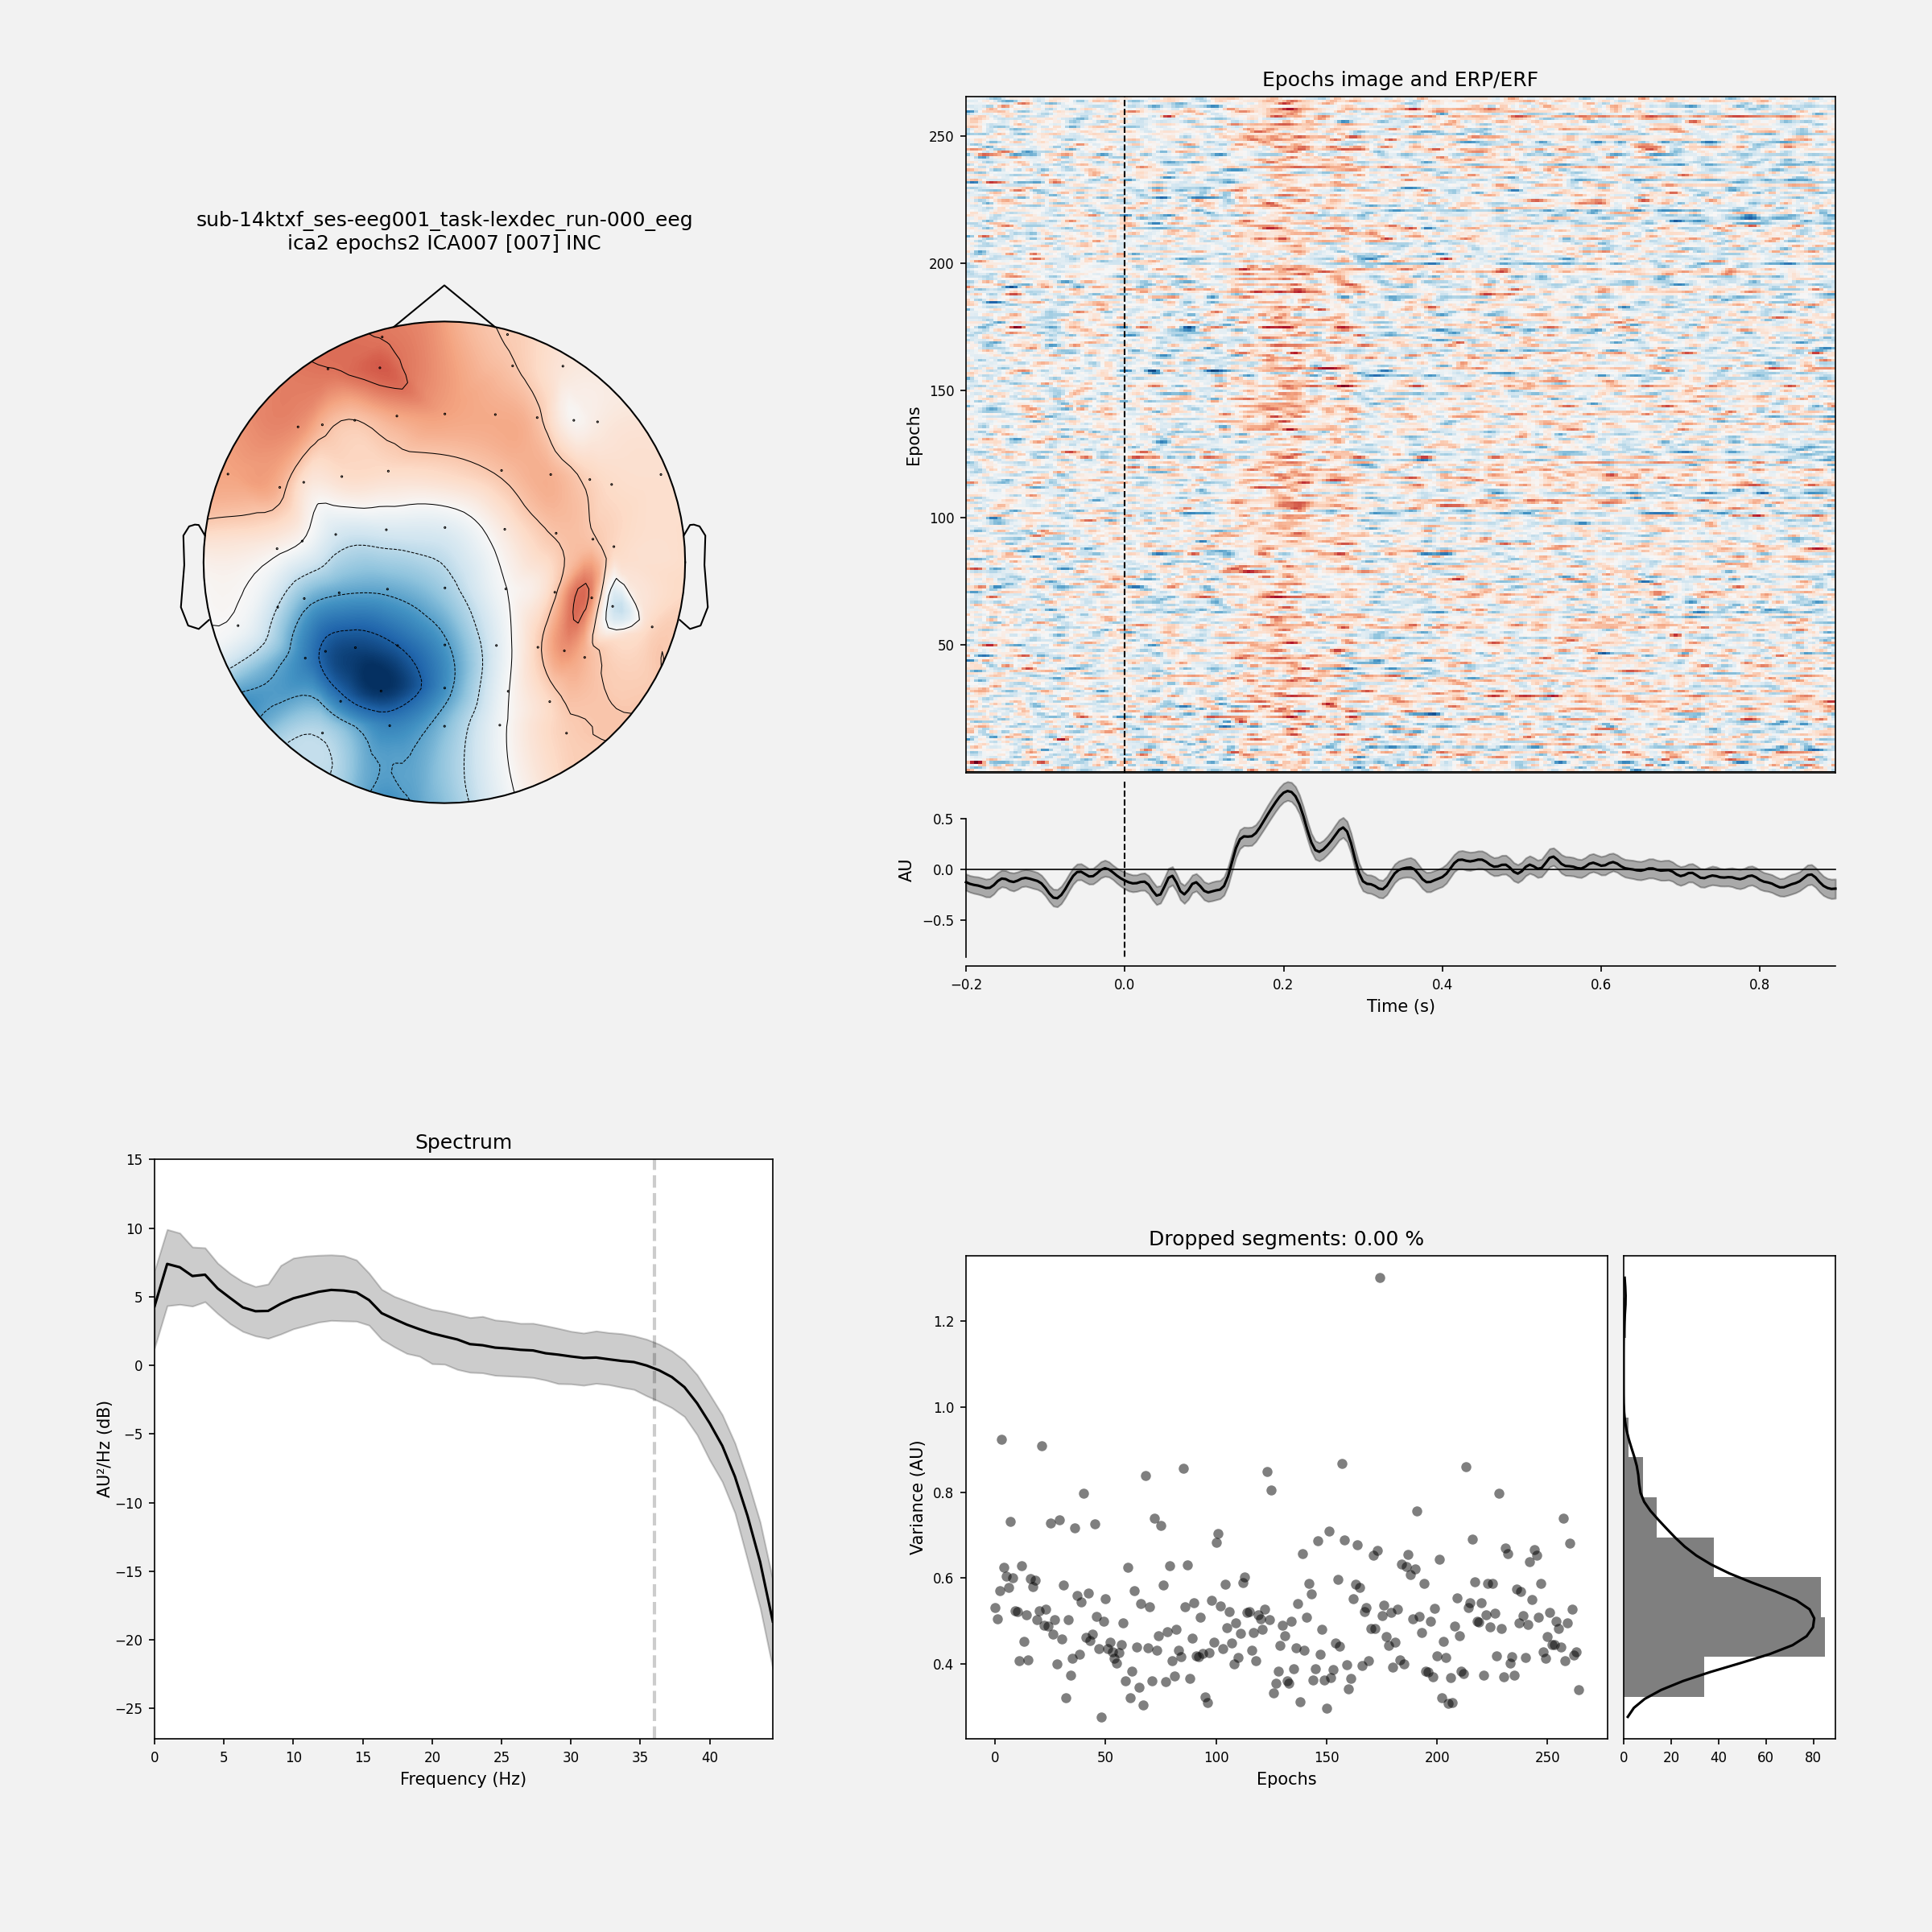 sub-14ktxf_ses-eeg001_task-lexdec_run-000_eeg
ica2 epochs2 ICA007 [007] INC
Epochs image and ERP/ERF
250
200
150
100
50
Epochs
0.5
0.0
−0.5
AU
−0.2 0.0 0.2 0.4 0.6 0.8
Time (s)
Spectrum
15
10
5
0
−5
−10
−15
−20
−25
AU²/Hz (dB)
0 5 10 15 20 25 30 35 40
Frequency (Hz)
Dropped segments: 0.00 %
1.2
1.0
0.8
0.6
0.4
Variance (AU)
0 50 100 150 200 250
Epochs
0 20 40 60 80